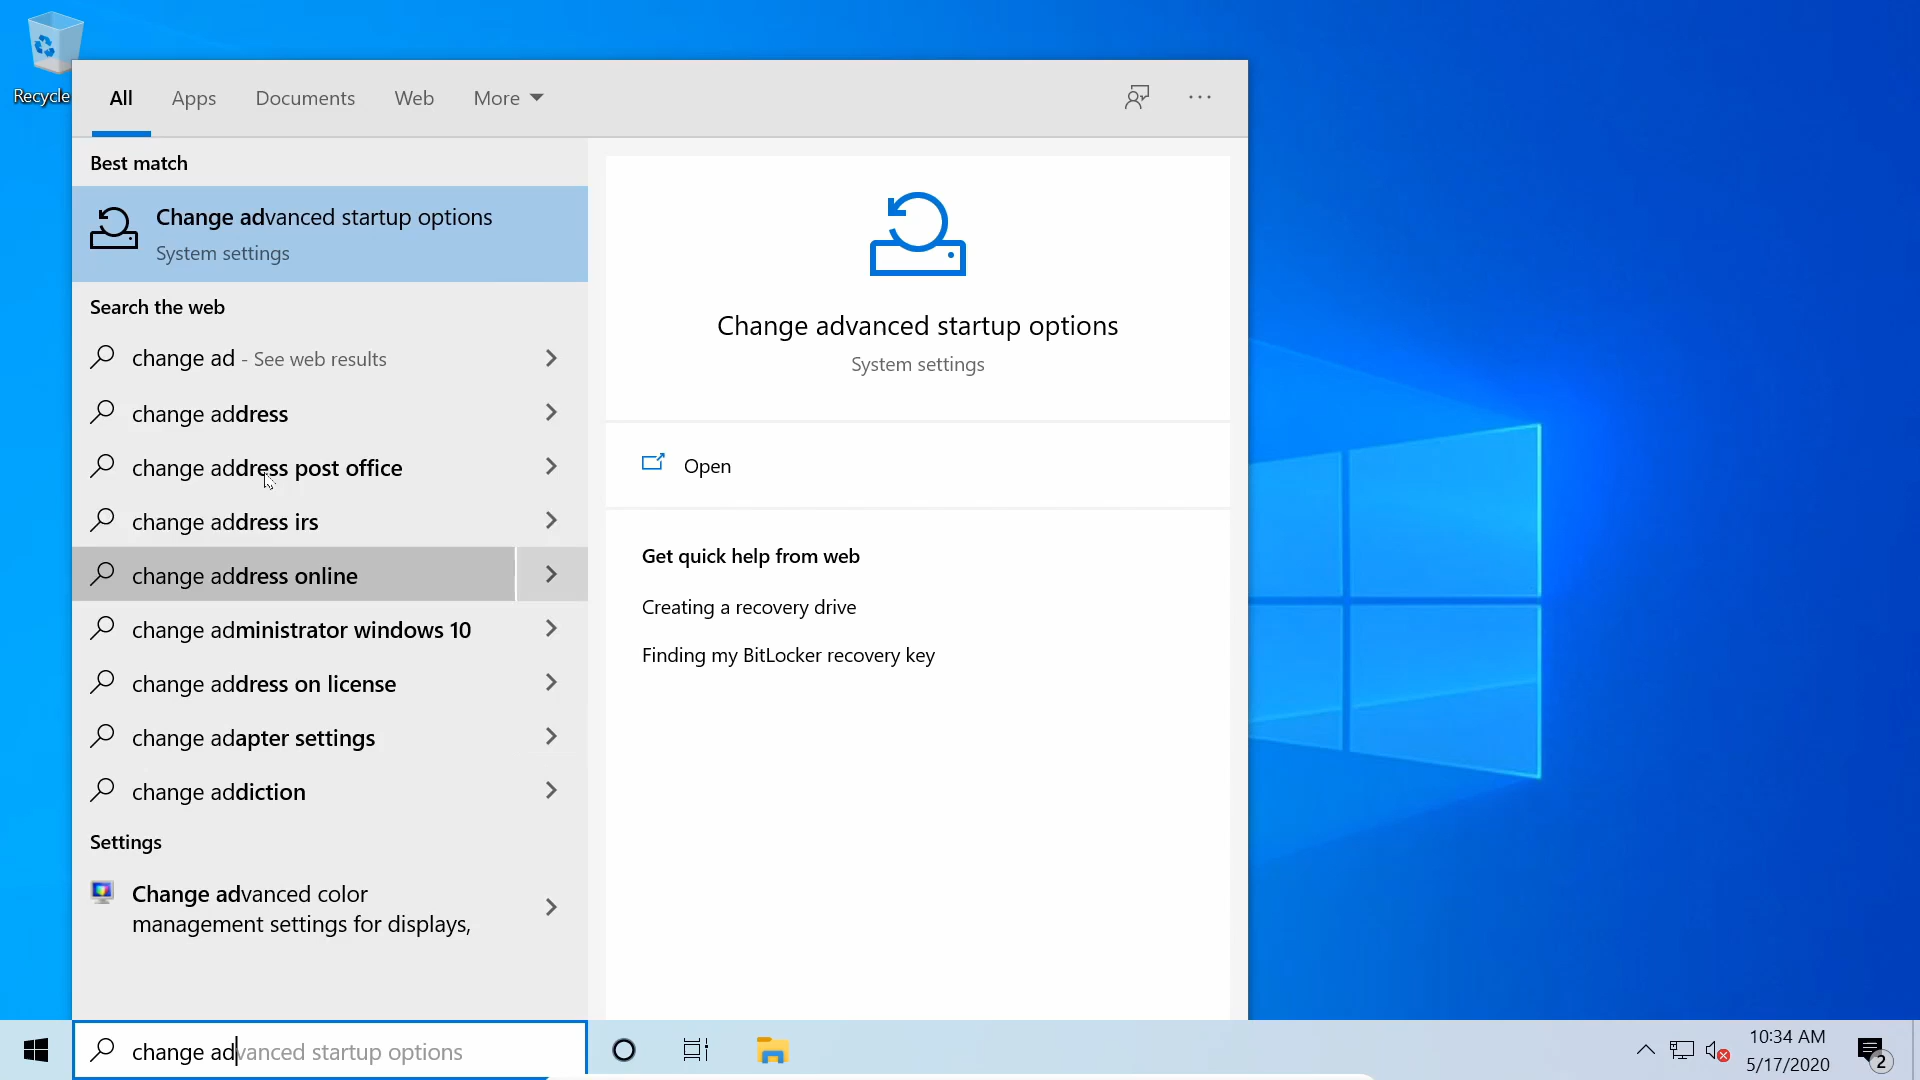 Recycle
All Apps Documents Web More
Best match
Change advanced startup options
System settings
Search the web
change ad - See web results
change address
change address post office
change address irs
change address online
change administrator windows 10
change address on license
change adapter settings
change addiction
Settings
Change advanced color
management settings for displays,
Change advanced startup options
System settings
Open
Get quick help from web
Creating a recovery drive
Finding my BitLocker recovery key
change advanced startup options
10:34 AM
5/17/2020
2